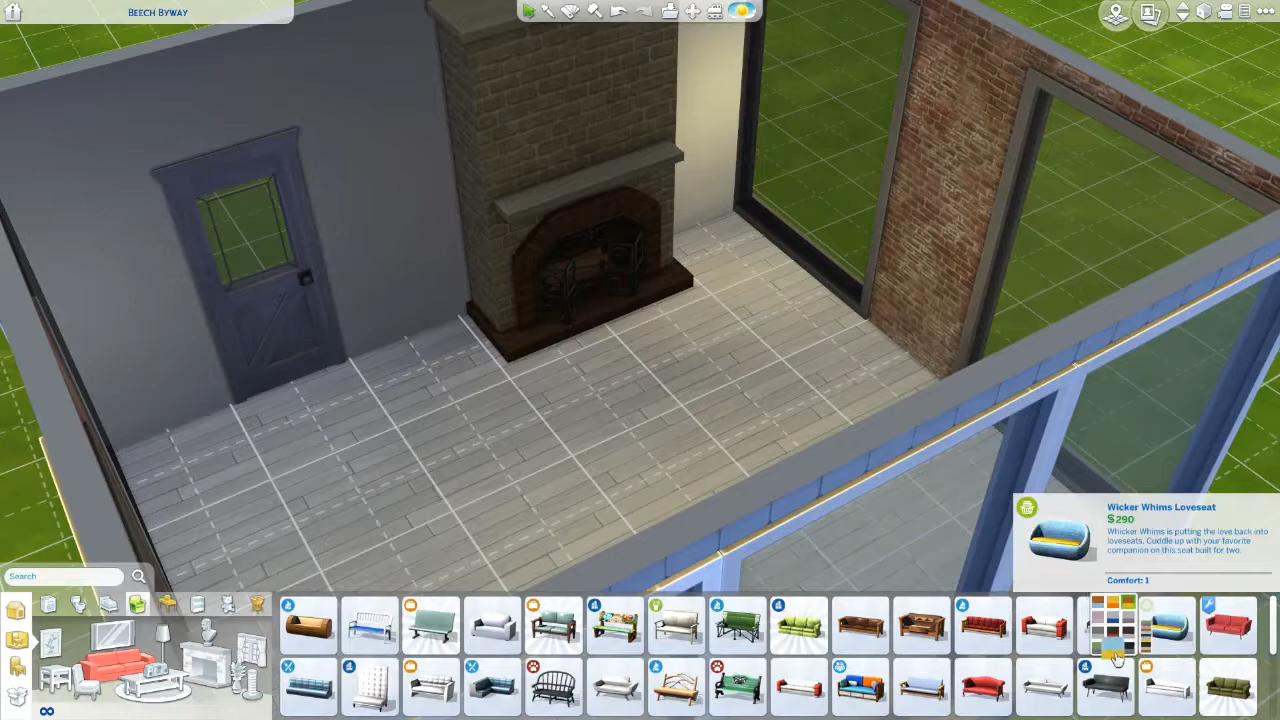 BEECH BYWAY
Wicker Whims Loveseat
$290
Whicker Whims is putting the love back into
loveseats. Cuddle up with your favorite
companion on this seat built for two.
Comfort: 1
Search